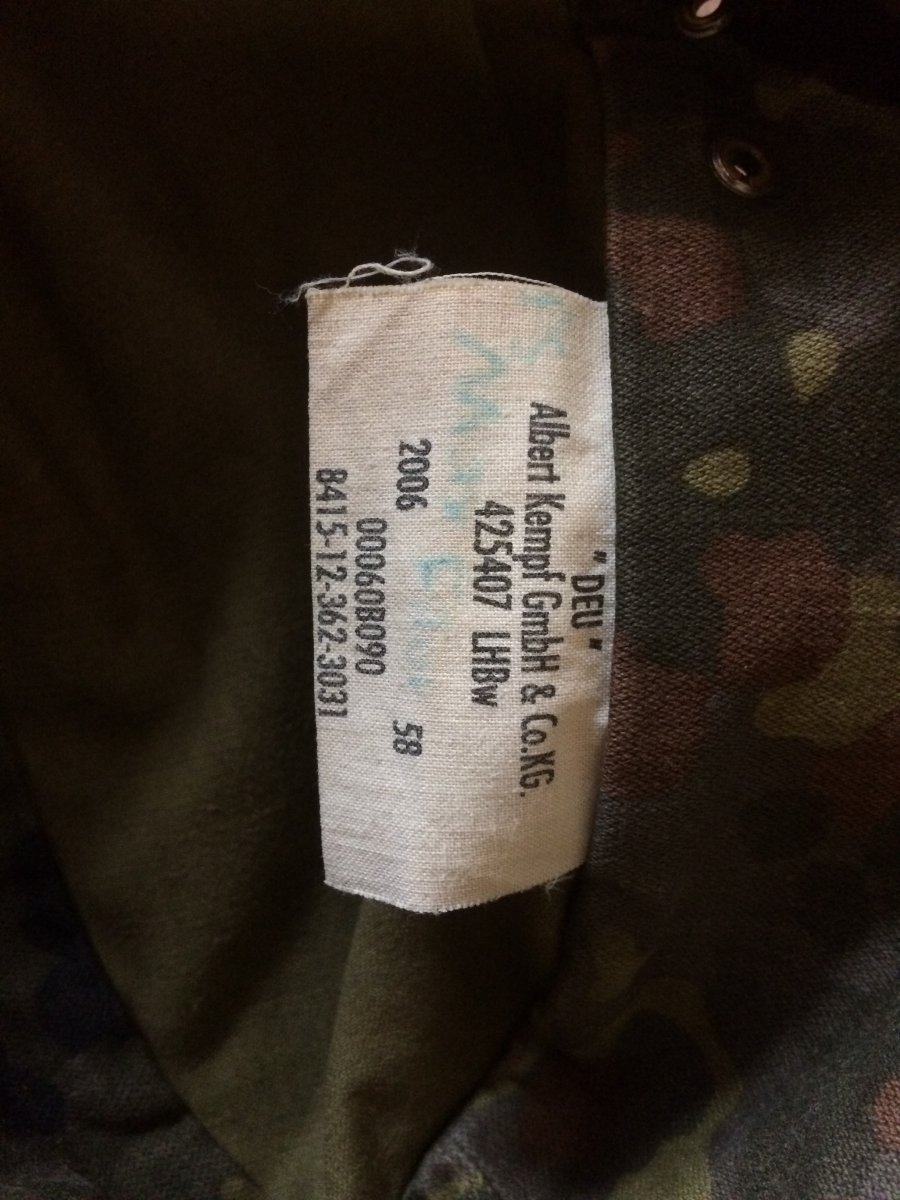 "DEU"
Albert Kempf GmbH & Co.KG.
425407 LHBw
2006 58
00060B090
8415-12-362-3031